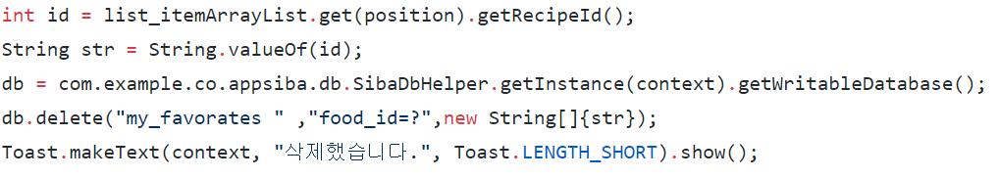 int id = list_itemArrayList.get(position).getRecipeId();
String str = String.valueOf(id);
db = com.example.co.appsiba.db.SibaDbHelper.getInstance(context).getWritableDatabase();
db.delete("my_favorates " ,"food_id=?",new String[]{str});
Toast.makeText(context, "삭제했습니다.", Toast.LENGTH_SHORT).show();